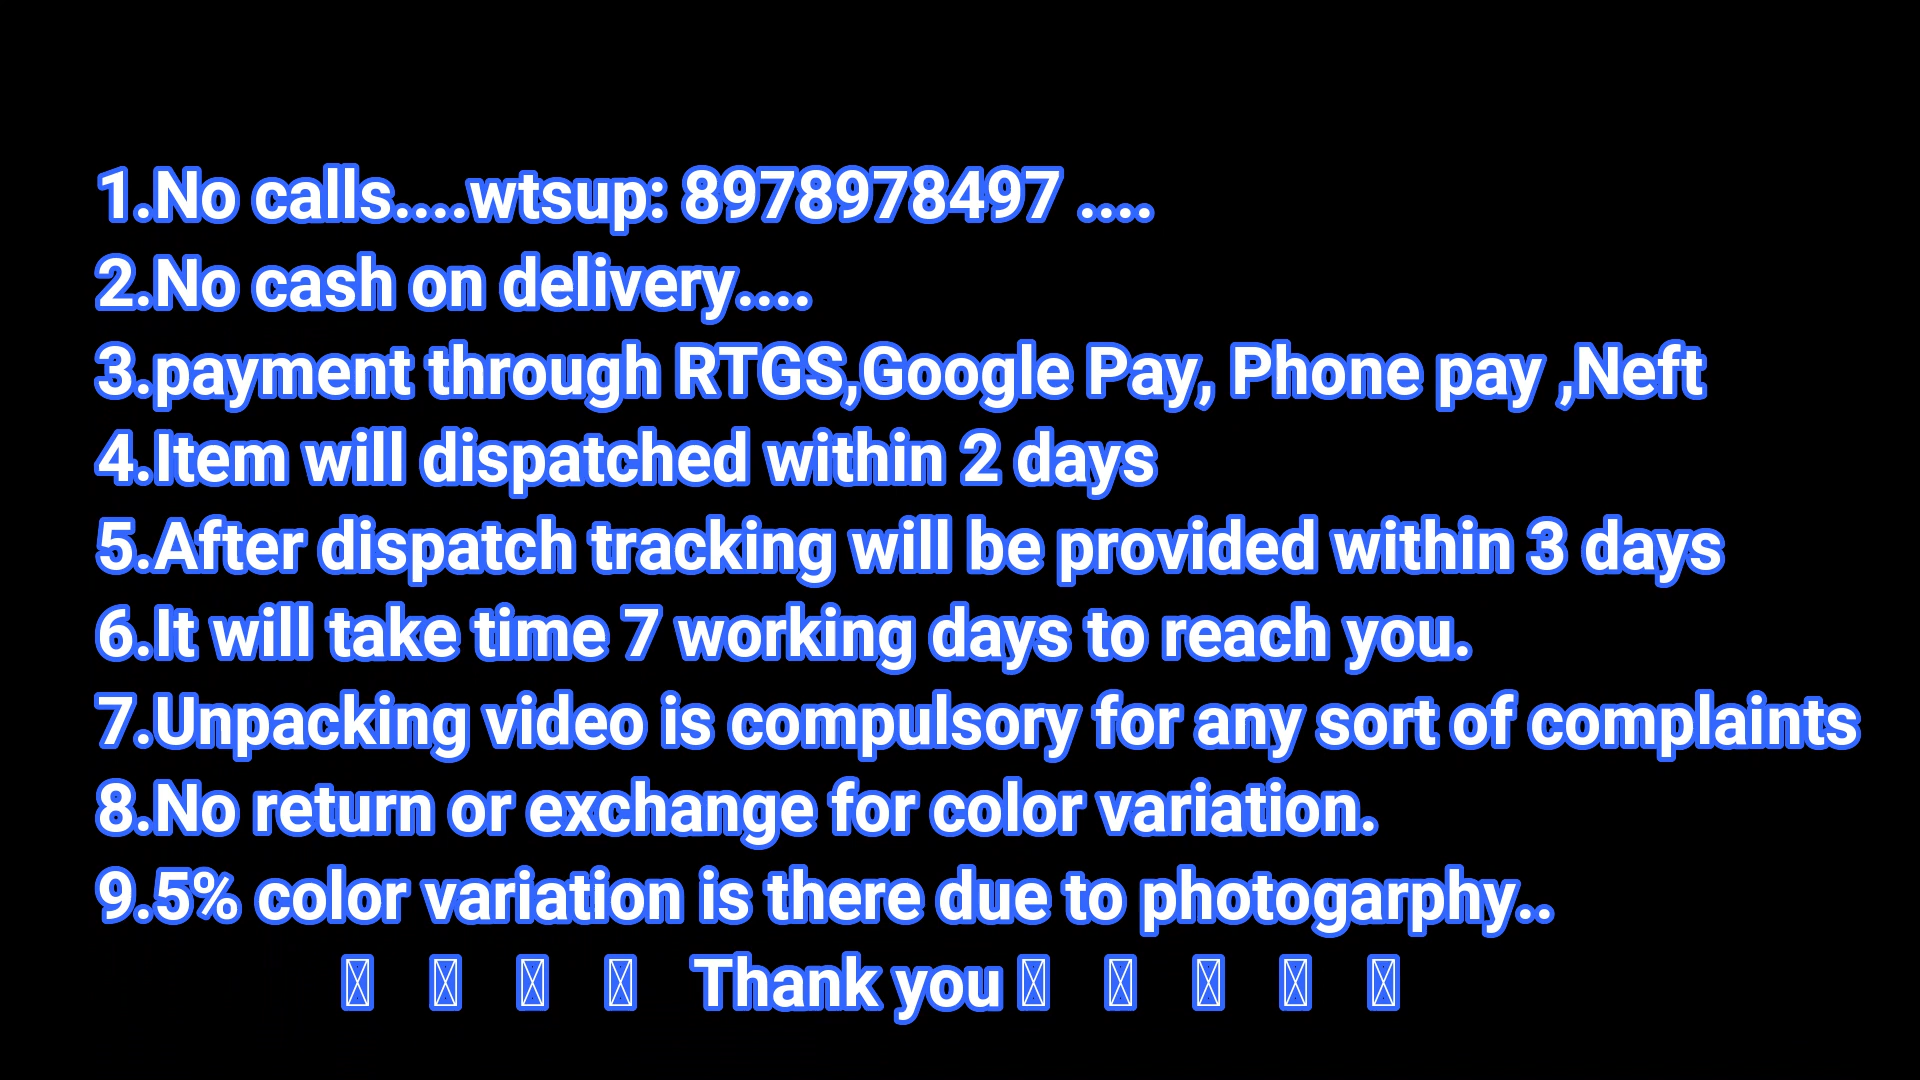 1.No calls....wtsup: 8978978497 ....
2.No cash on delivery....
3.payment through RTGS,Google Pay, Phone pay ,Neft
4.Item will dispatched within 2 days
5.After dispatch tracking will be provided within 3 days
6.It will take time 7 working days to reach you.
7.Unpacking video is compulsory for any sort of complaints
8.No return or exchange for color variation.
9.5% color variation is there due to photogarphy..
Thank you